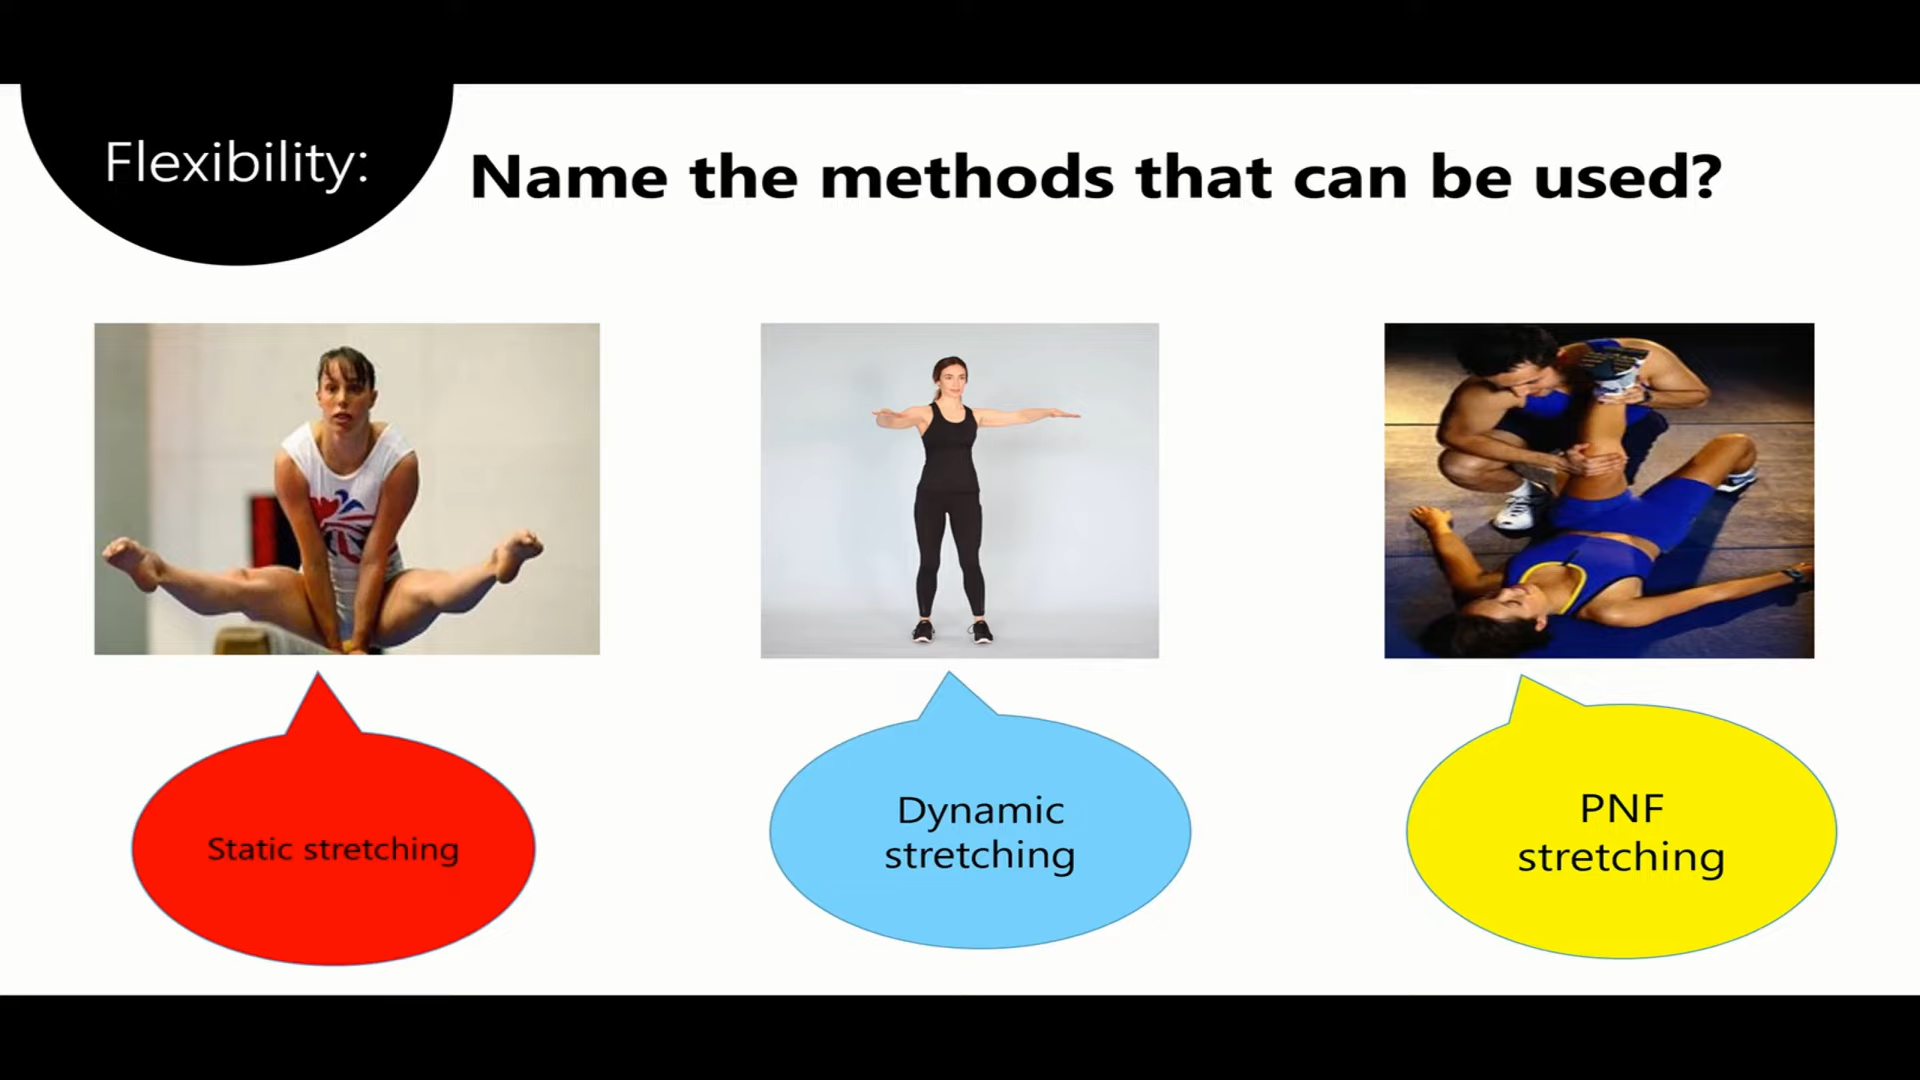 Flexibility:
Name the methods that can be used?
Static stretching
Dynamic
stretching
PNF
stretching